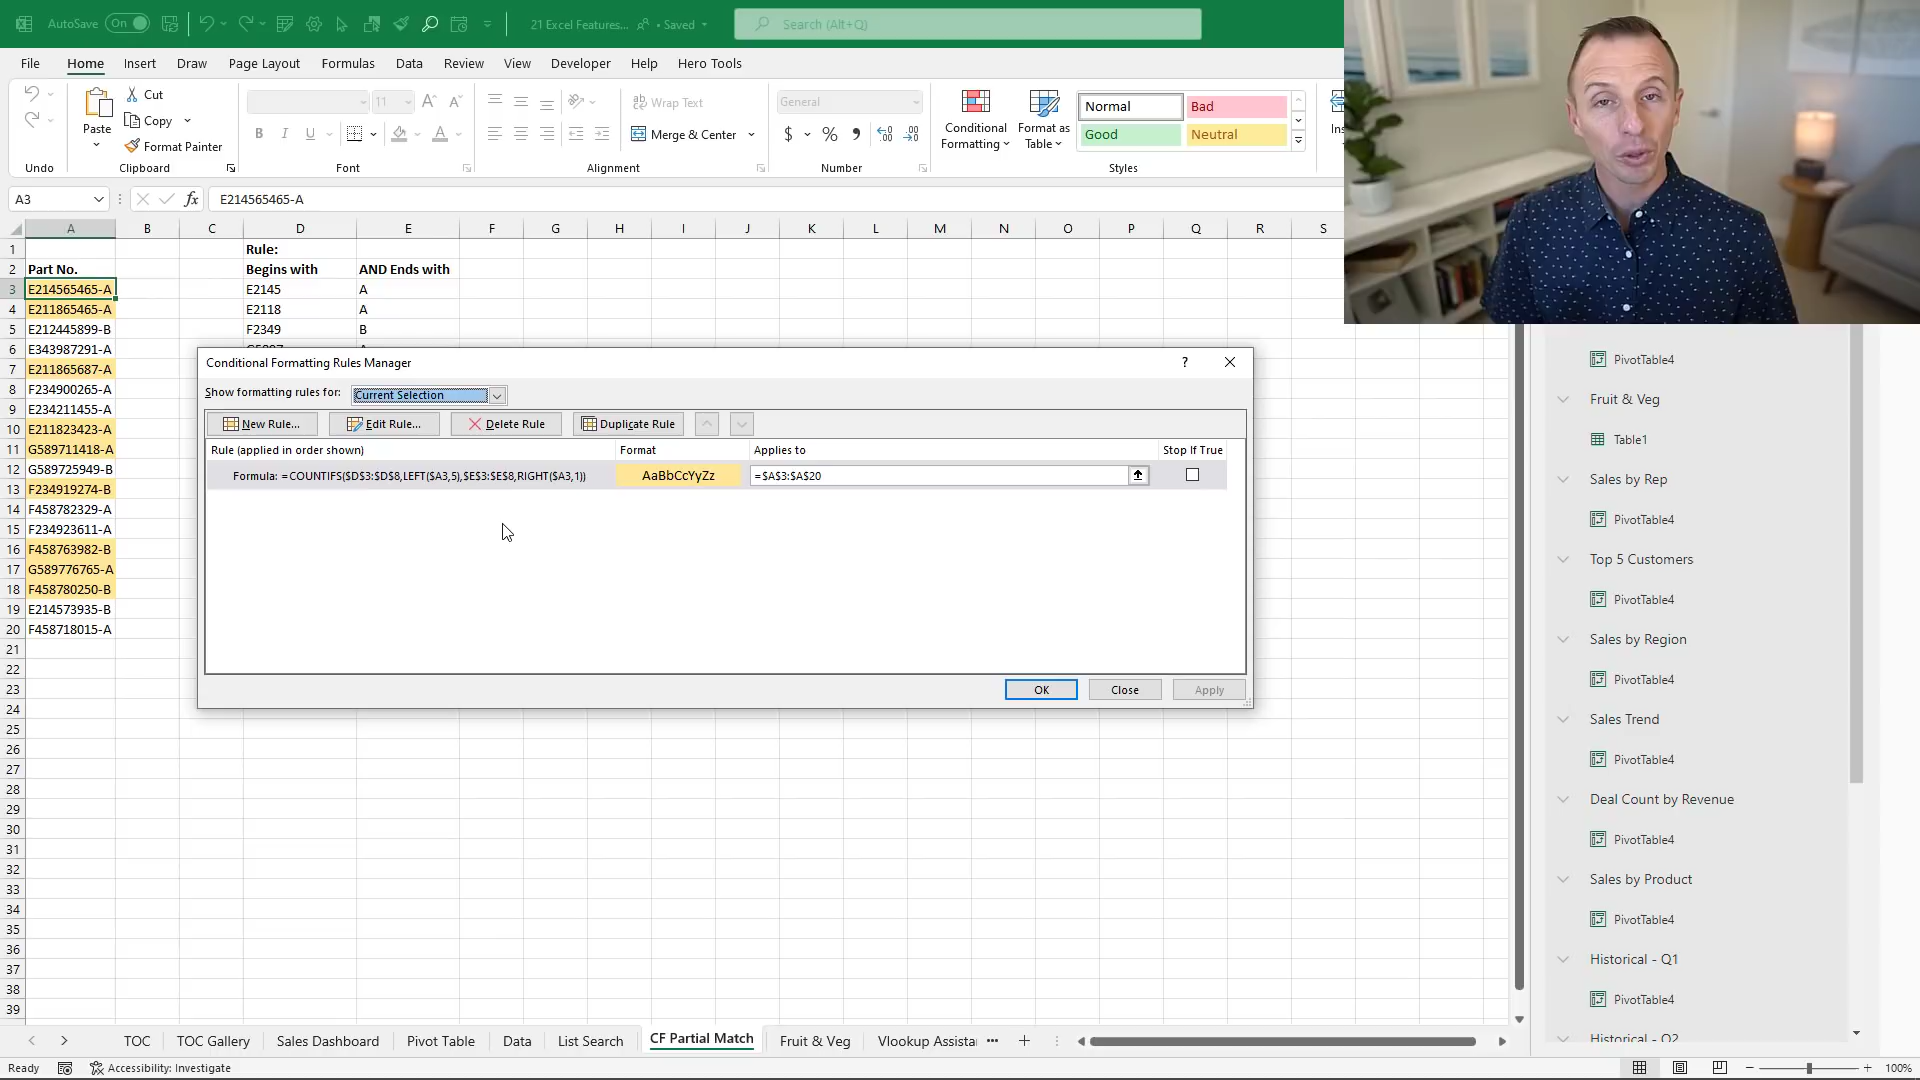 AutoSave On 21 Excel Features... • Saved Search (Alt+Q)
File Home Insert Draw Page Layout Formulas Data Review View Developer Help Hero Tools
Cut
Copy
Format Painter
Paste
11
Wrap Text
Merge & Center
General
Conditional Formatting
Format as Table
Normal Bad
Good Neutral
Undo Clipboard Font Alignment Number Styles
A3 fx E214565465-A
A B C D E F G H I J K L M N O P Q R S
1 Rule:
2 Part No. Begins with AND Ends with
3 E214565465-A E2145 A
4 E211865465-A E2118 A
5 E212445899-B F2349 B
6 E343987291-A
7 E211865687-A
8 F234900265-A
9 E234211455-A
10 E211823423-A
11 G589711418-A
12 G589725949-B
13 F234919274-B
14 F458782329-A
15 F234923611-A
16 F458763982-B
17 G589776765-A
18 F458780250-B
19 E214573935-B
20 F458718015-A
21
22
23
24
25
26
27
28
29
30
31
32
33
34
35
36
37
38
39
Conditional Formatting Rules Manager ?
Show formatting rules for: Current Selection
New Rule... Edit Rule... Delete Rule Duplicate Rule
Rule (applied in order shown) Format Applies to Stop If True
Formula: =COUNTIFS($D$3:$D$8,LEFT($A3,5),$E$3:$E$8,RIGHT($A3,1)) AaBbCcYyZz =$A$3:$A$20
OK Close Apply
PivotTable4
Fruit & Veg
Table1
Sales by Rep
PivotTable4
Top 5 Customers
PivotTable4
Sales by Region
PivotTable4
Sales Trend
PivotTable4
Deal Count by Revenue
PivotTable4
Sales by Product
PivotTable4
Historical - Q1
PivotTable4
Historical - Q2
TOC TOC Gallery Sales Dashboard Pivot Table Data List Search CF Partial Match Fruit & Veg Vlookup Assista ...
Ready Accessibility: Investigate 100%